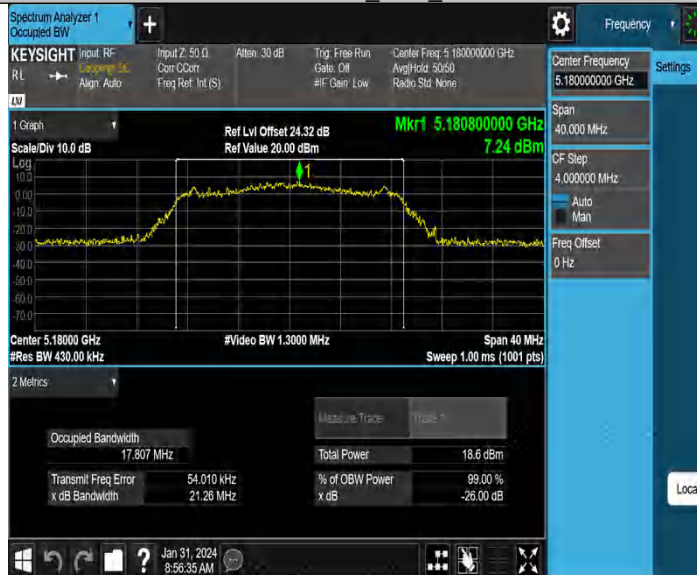 Spectrum Analyzer 1
Occupied BW
+
Frequency
KEYSIGHT
Input: RF
Coupling: DC
Align: Auto
RL
Input Z: 50 Ω
Corr CCorr
Freq Ref: Int (S)
Atten: 30 dB
Trig: Free Run
Gate: Off
#IF Gain: Low
Center Freq: 5.180000000 GHz
Avg|Hold: 50/50
Radio Std: None
LNI
1 Graph
Scale/Div 10.0 dB
Ref Lvl Offset 24.32 dB
Ref Value 20.00 dBm
Mkr1 5.180800000 GHz
7.24 dBm
Log
10.0
0.00
-10.0
-20.0
-30.0
-40.0
-50.0
-60.0
-70.0
1
Center 5.18000 GHz
#Res BW 430.00 kHz
#Video BW 1.3000 MHz
Span 40 MHz
Sweep 1.00 ms (1001 pts)
2 Metrics
Measure Trace
Trace 1
Occupied Bandwidth
17.807 MHz
Total Power
18.6 dBm
Transmit Freq Error
54.010 kHz
% of OBW Power
99.00 %
x dB Bandwidth
21.26 MHz
x dB
-26.00 dB
Center Frequency
5.180000000 GHz
Settings
Span
40.000 MHz
CF Step
4.000000 MHz
Auto
Man
Freq Offset
0 Hz
Loca
?
Jan 31, 2024
8:56:35 AM